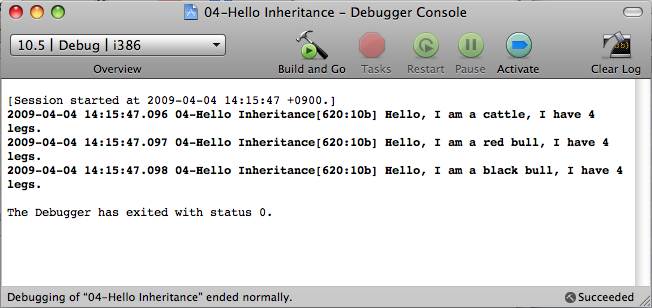 04-Hello Inheritance - Debugger Console
10.5 | Debug | i386
Overview
Build and Go
Tasks
Restart
Pause
Activate
Clear Log
[Session started at 2009-04-04 14:15:47 +0900.]
2009-04-04 14:15:47.096 04-Hello Inheritance[620:10b] Hello, I am a cattle, I have 4
legs.
2009-04-04 14:15:47.097 04-Hello Inheritance[620:10b] Hello, I am a red bull, I have 4
legs.
2009-04-04 14:15:47.098 04-Hello Inheritance[620:10b] Hello, I am a black bull, I have 4
legs.
The Debugger has exited with status 0.
Debugging of “04-Hello Inheritance” ended normally.
Succeeded